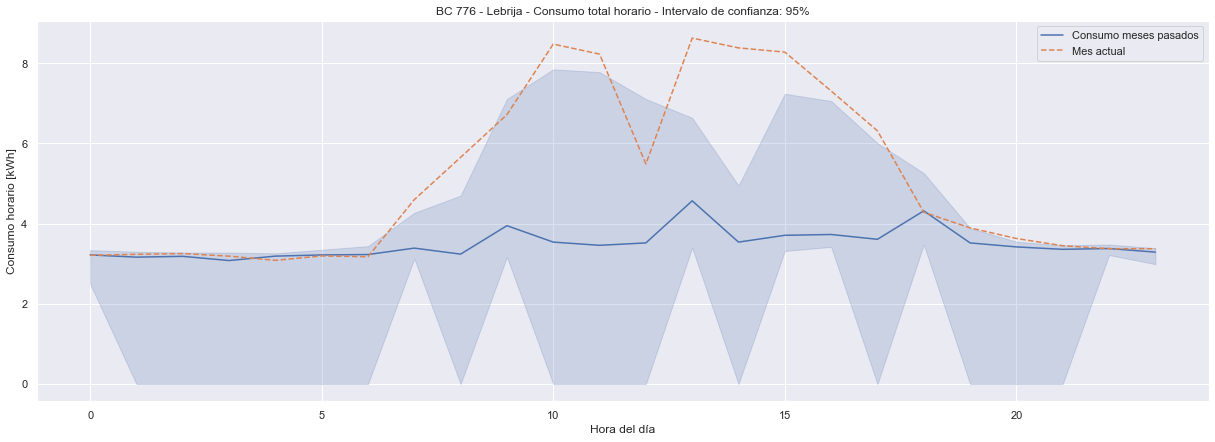 BC 776 - Lebrija - Consumo total horario - Intervalo de confianza: 95%
Consumo meses pasados
Mes actual
Consumo horario [kWh]
8
6
4
2
0
0 5 10 15 20
Hora del día